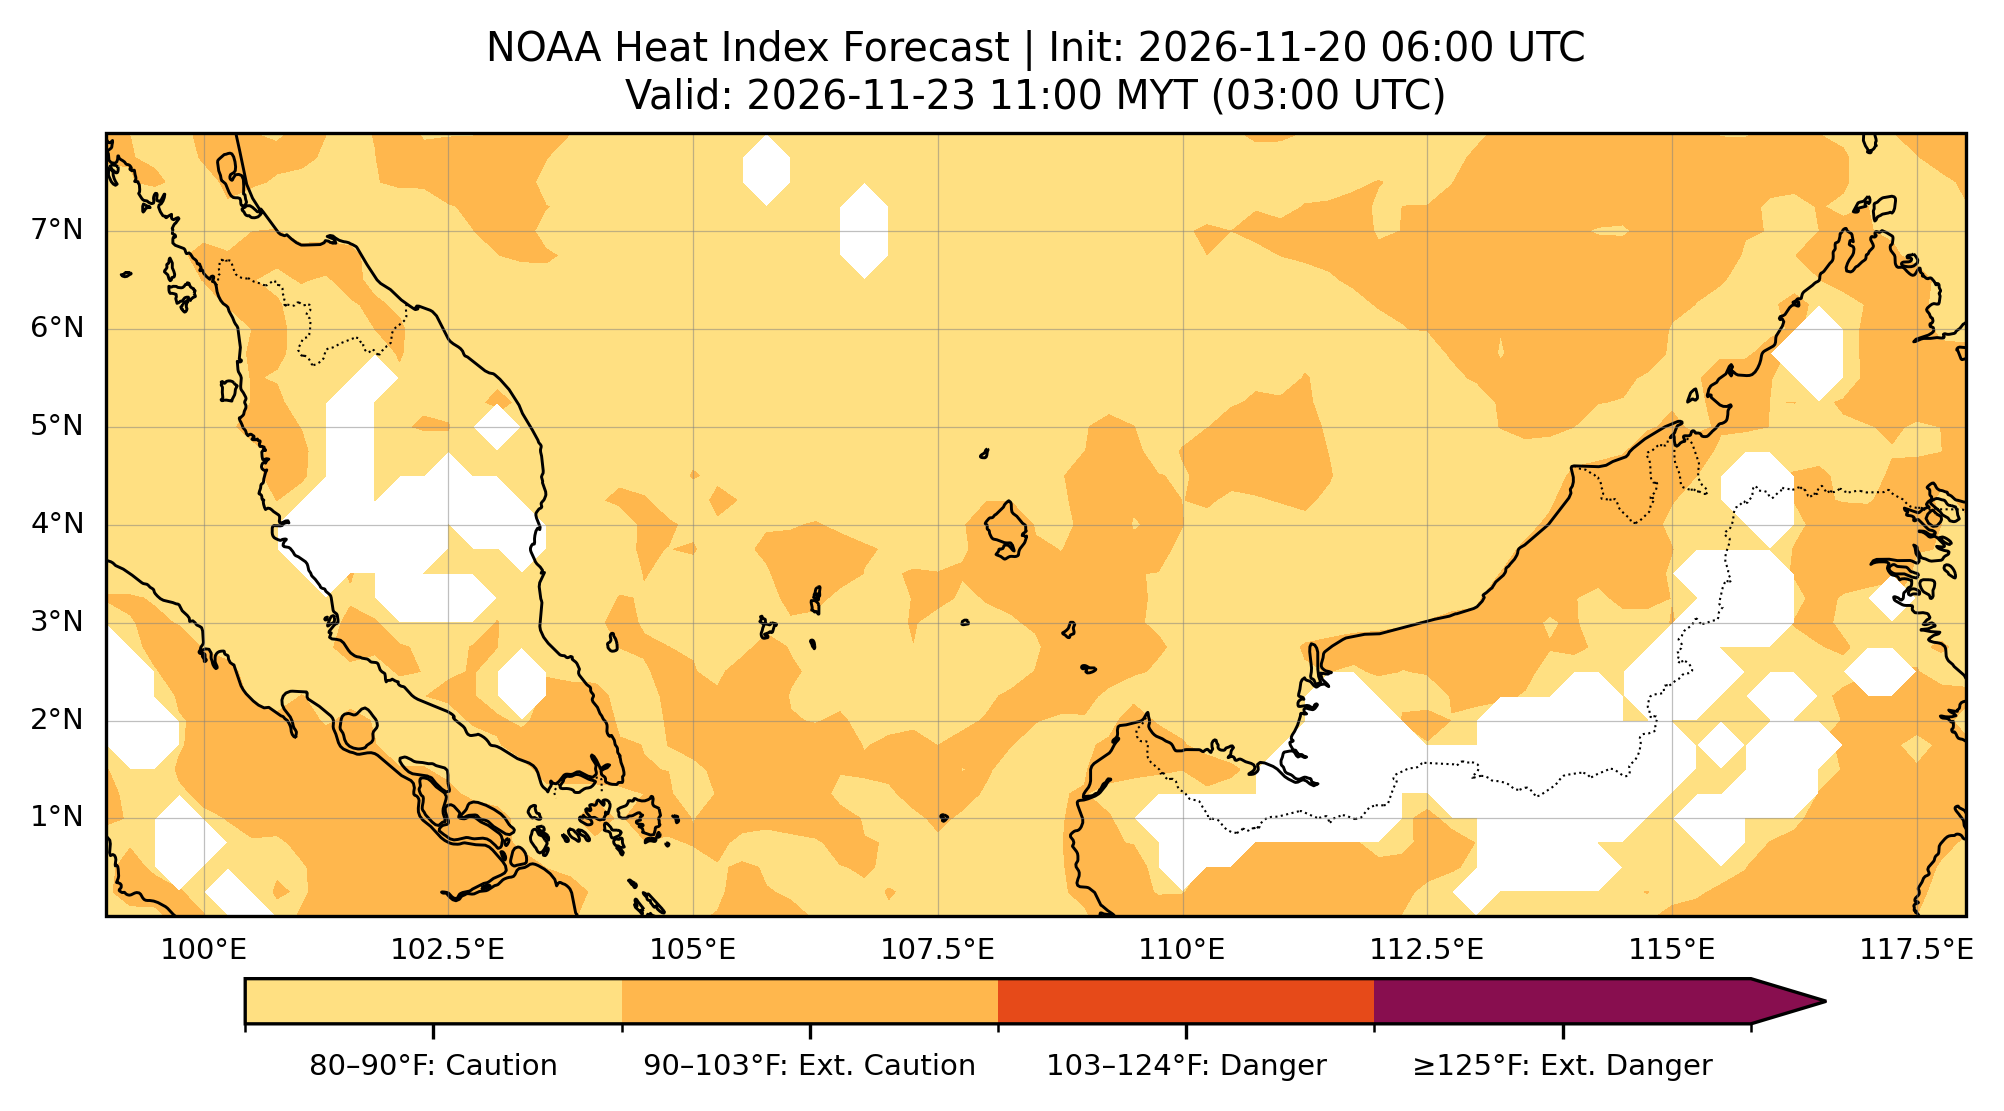 NOAA Heat Index Forecast | Init: 2026-11-20 06:00 UTC
Valid: 2026-11-23 11:00 MYT (03:00 UTC)
7°N
6°N
5°N
4°N
3°N
2°N
1°N
100°E
102.5°E
105°E
107.5°E
110°E
112.5°E
115°E
117.5°E
80–90°F: Caution
90–103°F: Ext. Caution
103–124°F: Danger
≥125°F: Ext. Danger